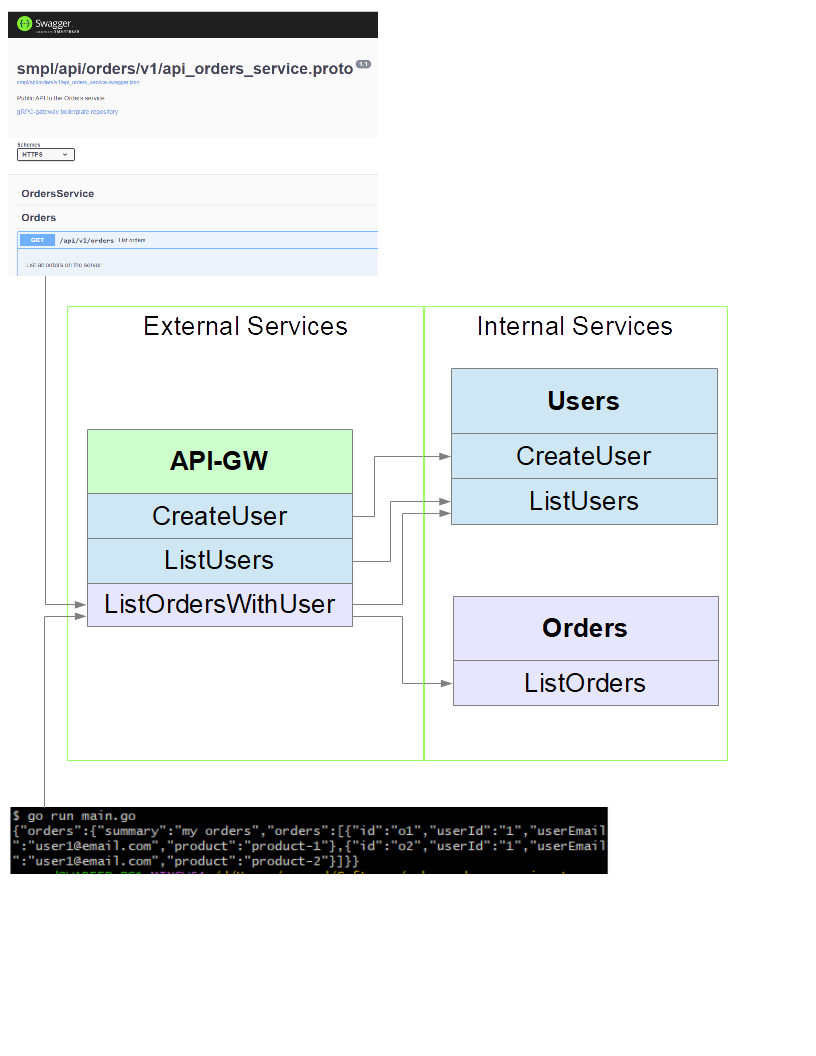 Swagger.
smpl/api/orders/v1/api_orders_service.proto 1.1
smpl/api/orders/v1/api_orders_service.swagger.json
Public API to the Orders service
gRPC-gateway boilerplate repository
Schemes
HTTPS
OrdersService
Orders
GET /api/v1/orders List orders
List all orders on the server.
External Services
Internal Services
Users
CreateUser
ListUsers
API-GW
CreateUser
ListUsers
ListOrdersWithUser
Orders
ListOrders
$ go run main.go
{"orders":{"summary":"my orders","orders":[{"id":"o1","userId":"1","userEmail
":"user1@email.com","product":"product-1"},{"id":"o2","userId":"1","userEmail
":"user1@email.com","product":"product-2"}]}}